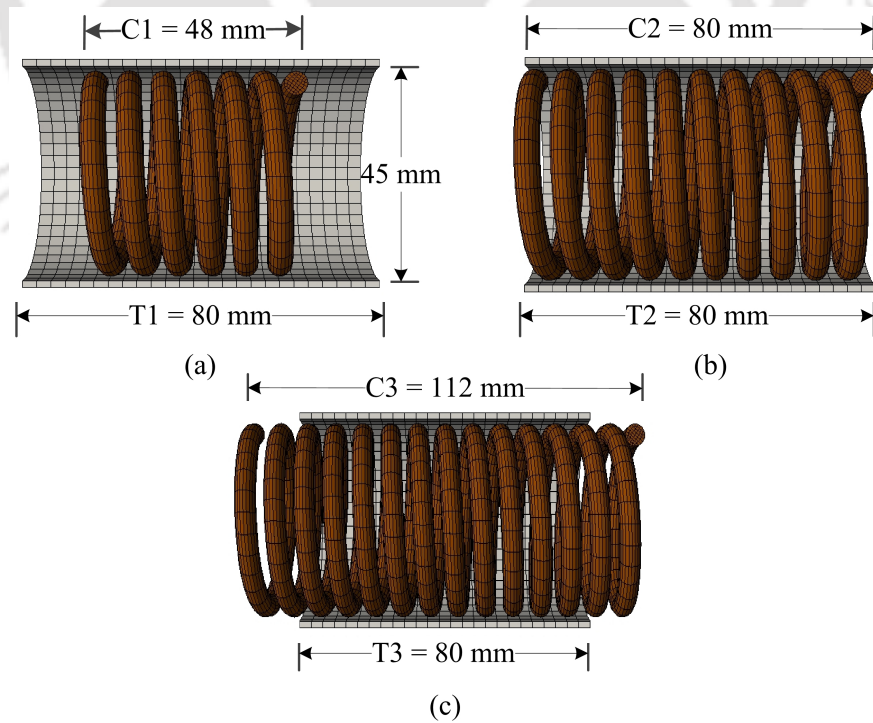 C1 = 48 mm
C2 = 80 mm
45 mm
T1 = 80 mm
T2 = 80 mm
(a)
(b)
C3 = 112 mm
T3 = 80 mm
(c)